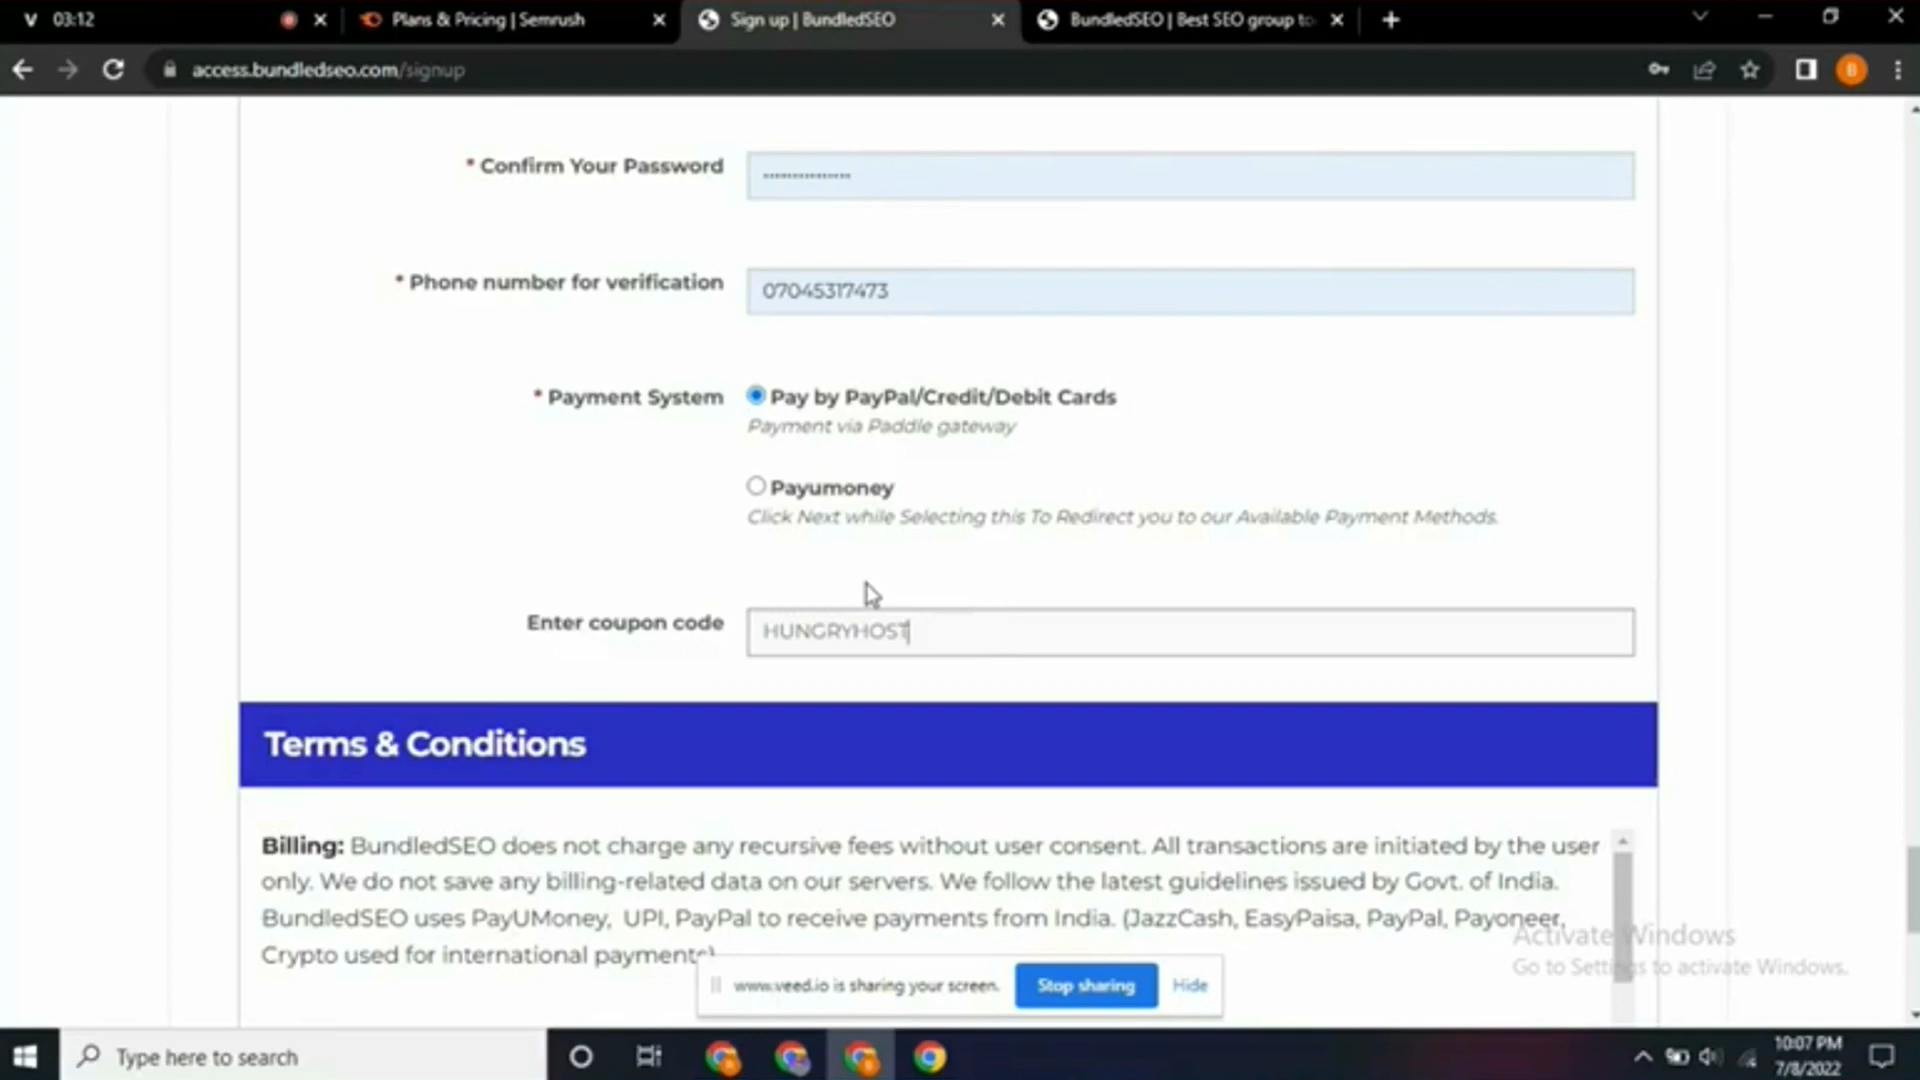 V 03:12
Plans & Pricing | Semrush
Sign up | BundledSEO
BundledSEO | Best SEO group to
access.bundledseo.com/signup
B
* Confirm Your Password
* Phone number for verification
07045317473
* Payment System
Pay by PayPal/Credit/Debit Cards
Payment via Paddle gateway
Payumoney
Click Next while Selecting this To Redirect you to our Available Payment Methods.
Enter coupon code
HUNGRYHOST
Terms & Conditions
Billing: BundledSEO does not charge any recursive fees without user consent. All transactions are initiated by the user
only. We do not save any billing-related data on our servers. We follow the latest guidelines issued by Govt. of India.
BundledSEO uses PayUMoney, UPI, PayPal to receive payments from India. (JazzCash, EasyPaisa, PayPal, Payoneer,
Crypto used for international payments)
Activate Windows
Go to Settings to activate Windows.
www.veed.io is sharing your screen.
Stop sharing
Hide
Type here to search
10:07 PM
7/8/2022